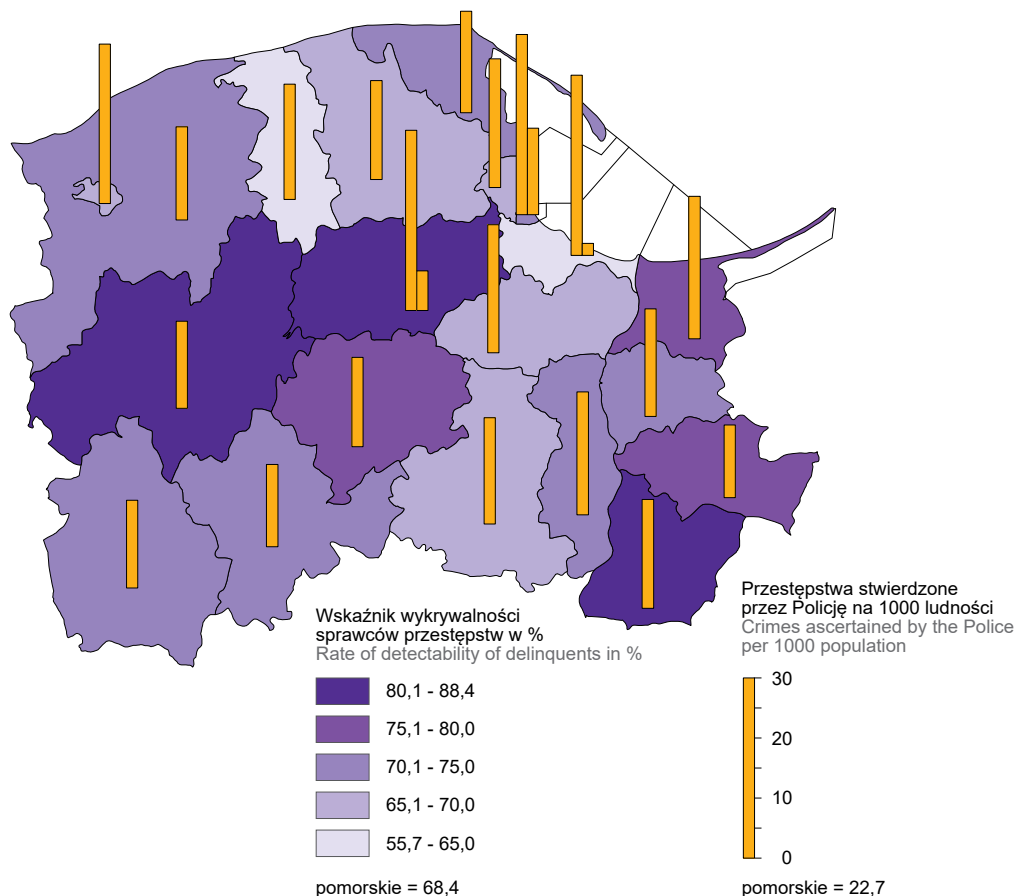 Wskaźnik wykrywalności
sprawców przestępstw w %
Rate of detectability of delinquents in %
80,1 - 88,4
75,1 - 80,0
70,1 - 75,0
65,1 - 70,0
55,7 - 65,0
pomorskie = 68,4
Przestępstwa stwierdzone
przez Policję na 1000 ludności
Crimes ascertained by the Police
per 1000 population
30
20
10
0
pomorskie = 22,7